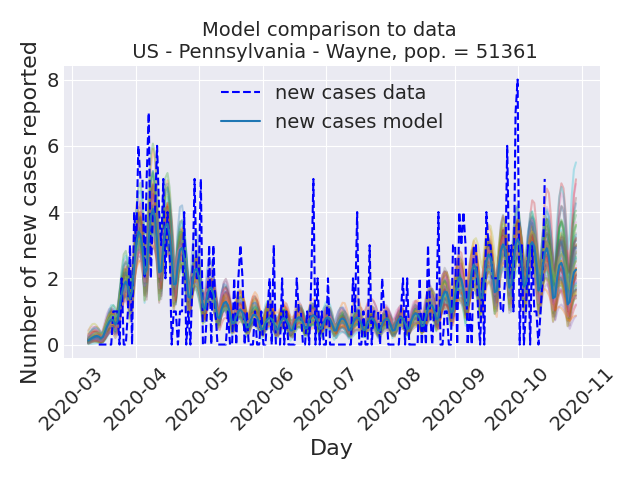 Model comparison to data
US - Pennsylvania - Wayne, pop. = 51361
Number of new cases reported
8
6
4
2
0
new cases data
new cases model
2020-03
2020-04
2020-05
2020-06
2020-07
2020-08
2020-09
2020-10
2020-11
Day